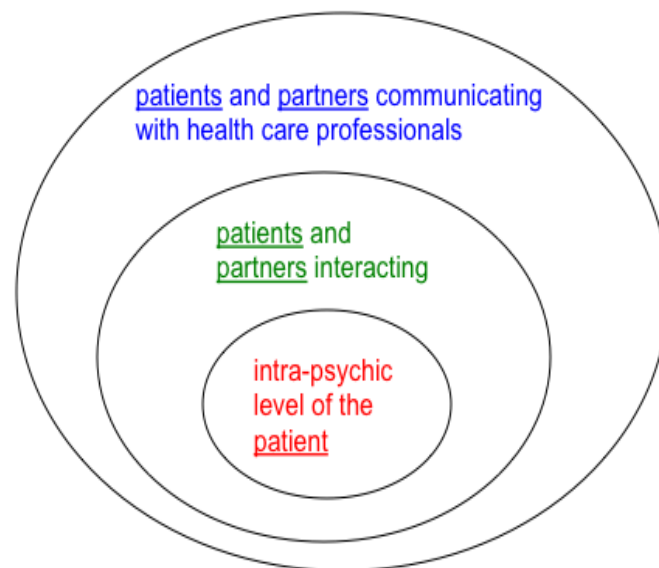 patients and partners communicating
with health care professionals
patients and
partners interacting
intra-psychic
level of the
patient